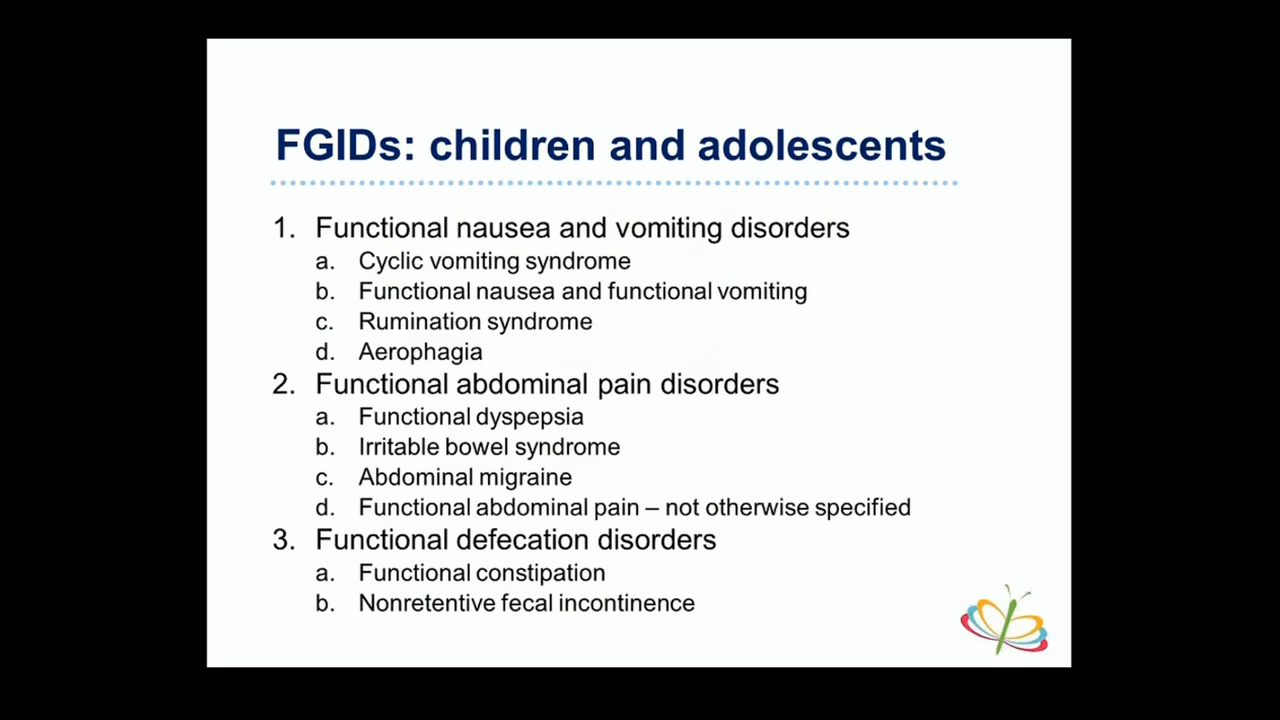 FGIDs: children and adolescents
1. Functional nausea and vomiting disorders
a. Cyclic vomiting syndrome
b. Functional nausea and functional vomiting
c. Rumination syndrome
d. Aerophagia
2. Functional abdominal pain disorders
a. Functional dyspepsia
b. Irritable bowel syndrome
c. Abdominal migraine
d. Functional abdominal pain – not otherwise specified
3. Functional defecation disorders
a. Functional constipation
b. Nonretentive fecal incontinence